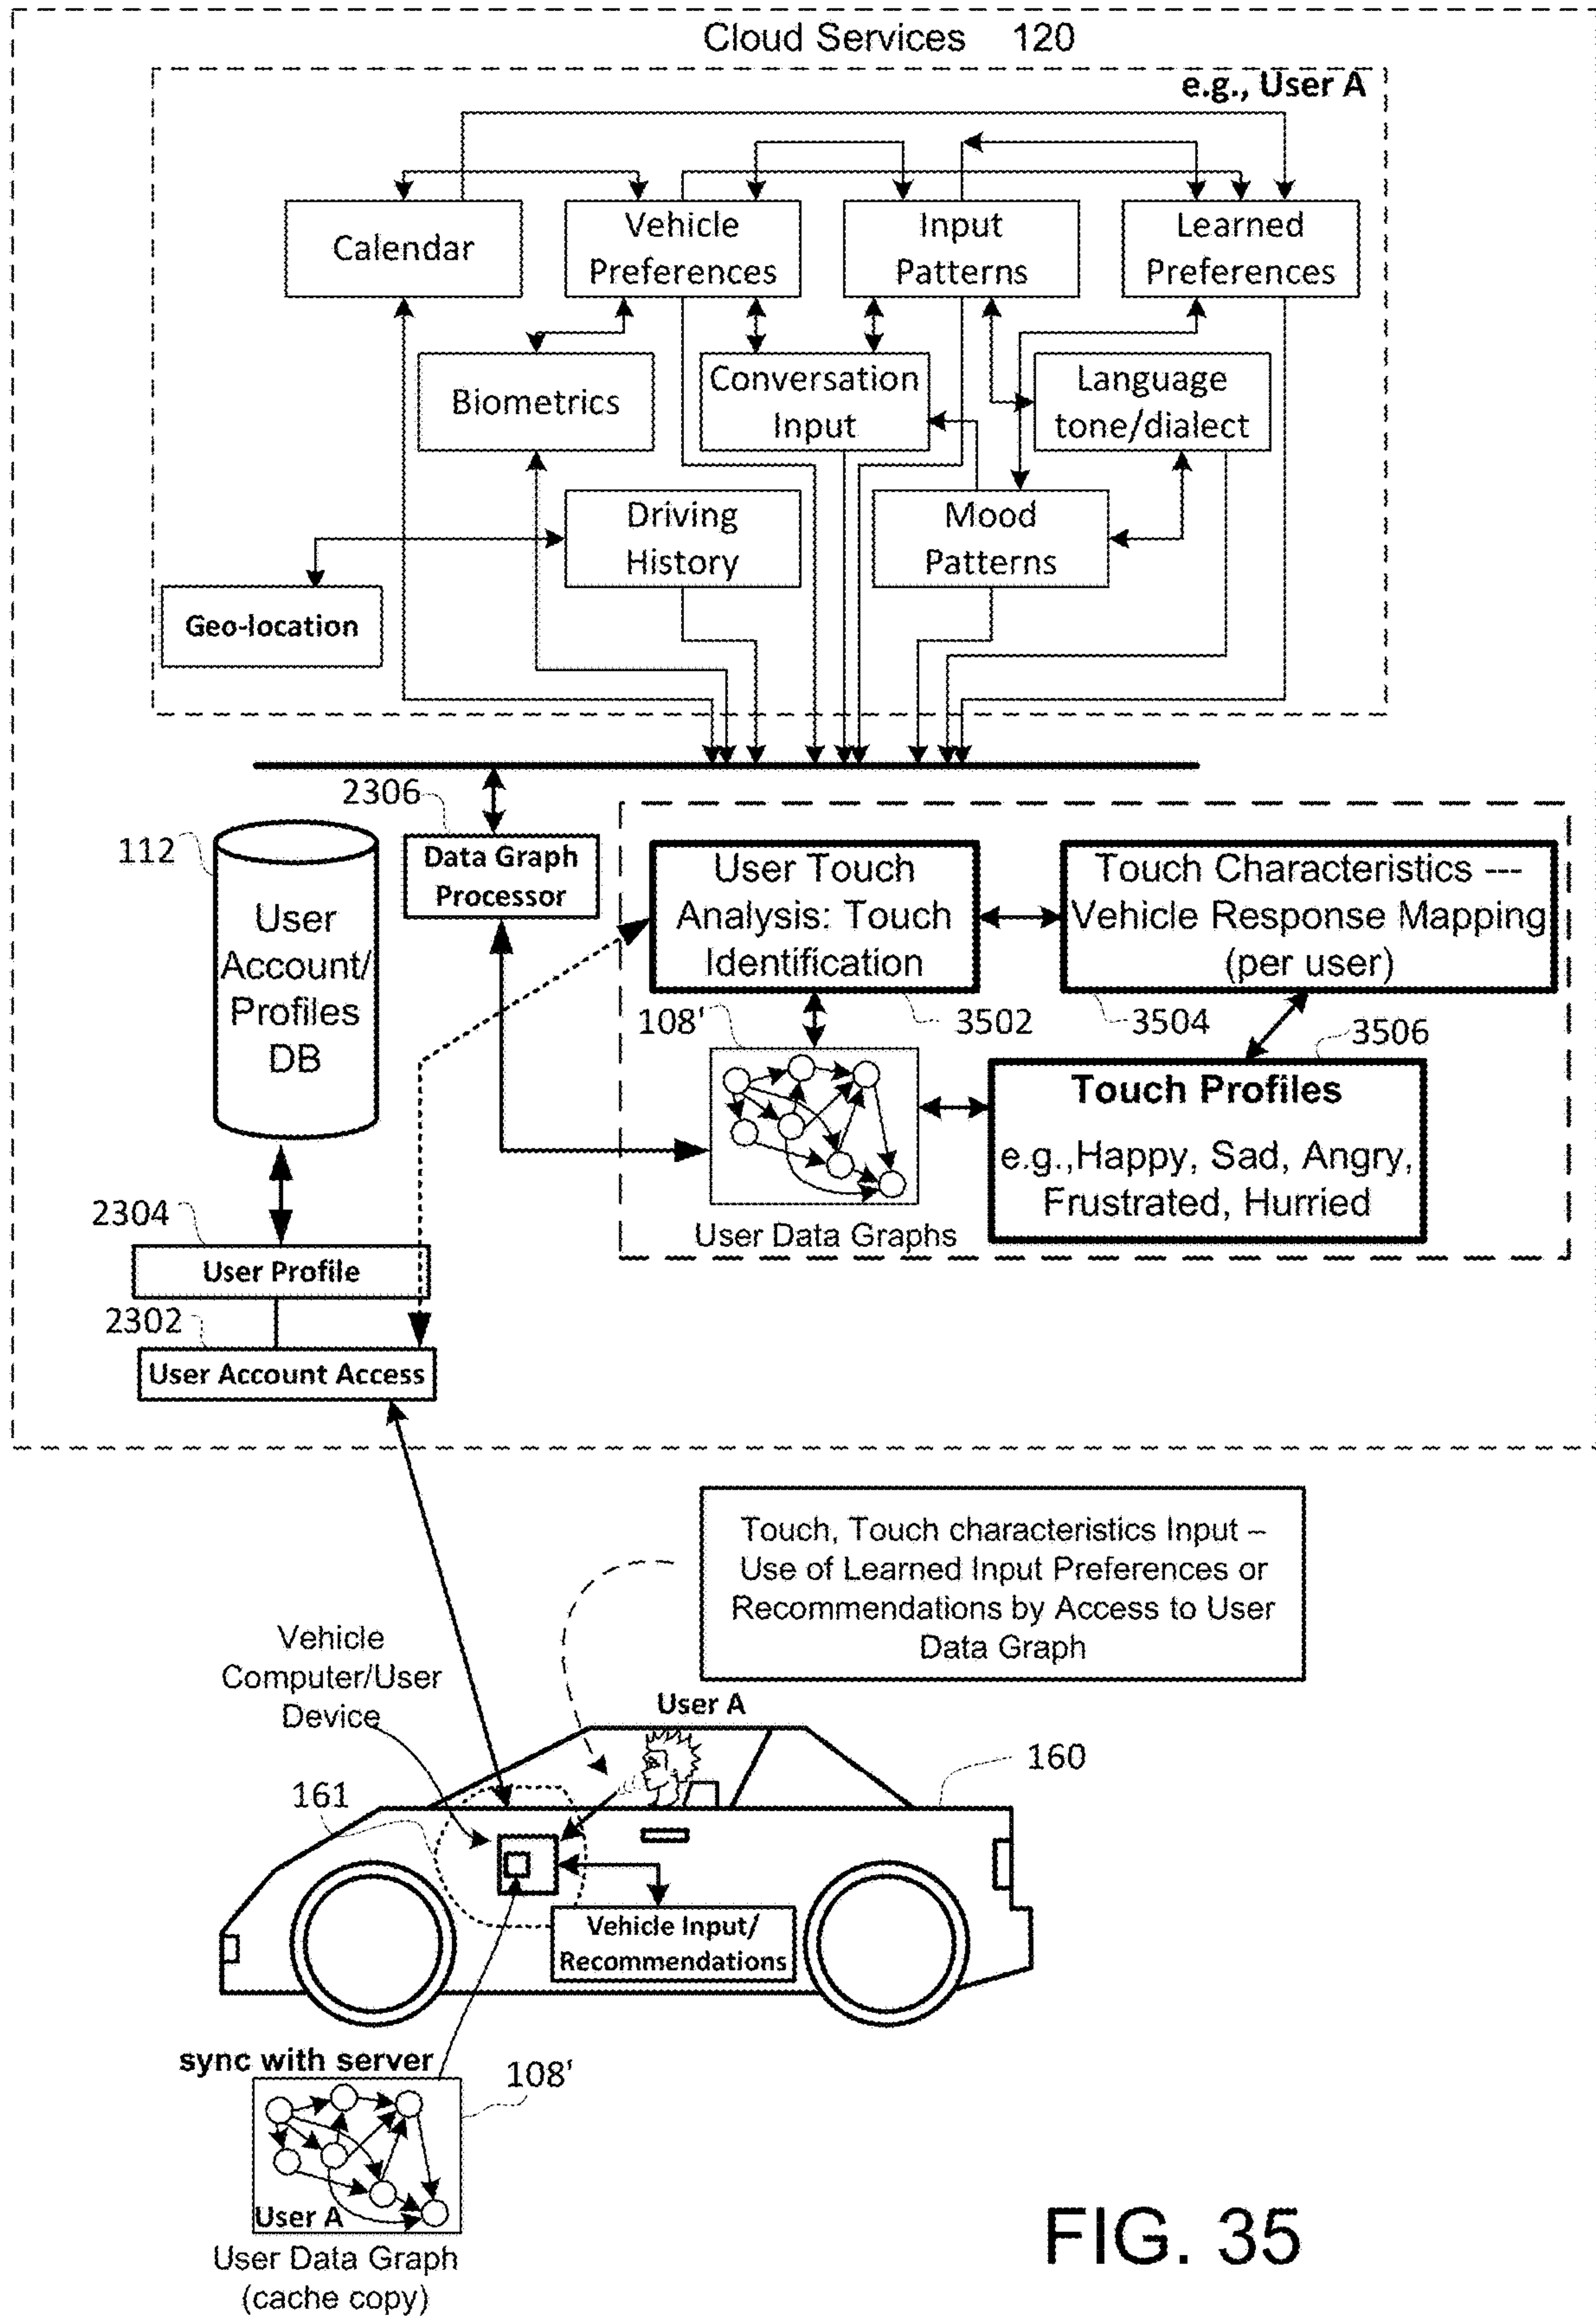 Cloud Services 120
e.g., User A
Calendar
Vehicle
Preferences
Input
Patterns
Learned
Preferences
Biometrics
Conversation
Input
Language
tone/dialect
Driving
History
Mood
Patterns
Geo-location
2306
112
User
Account/
Profiles
DB
Data Graph
Processor
User Touch
Analysis: Touch
Identification
Touch Characteristics ---
Vehicle Response Mapping
(per user)
108'
3502
3504
3506
Touch Profiles
e.g.,Happy, Sad, Angry,
Frustrated, Hurried
User Data Graphs
2304
User Profile
2302
User Account Access
Touch, Touch characteristics Input –
Use of Learned Input Preferences or
Recommendations by Access to User
Data Graph
Vehicle
Computer/User
Device
User A
161
160
Vehicle Input/
Recommendations
sync with server
108'
User A
User Data Graph
(cache copy)
FIG. 35